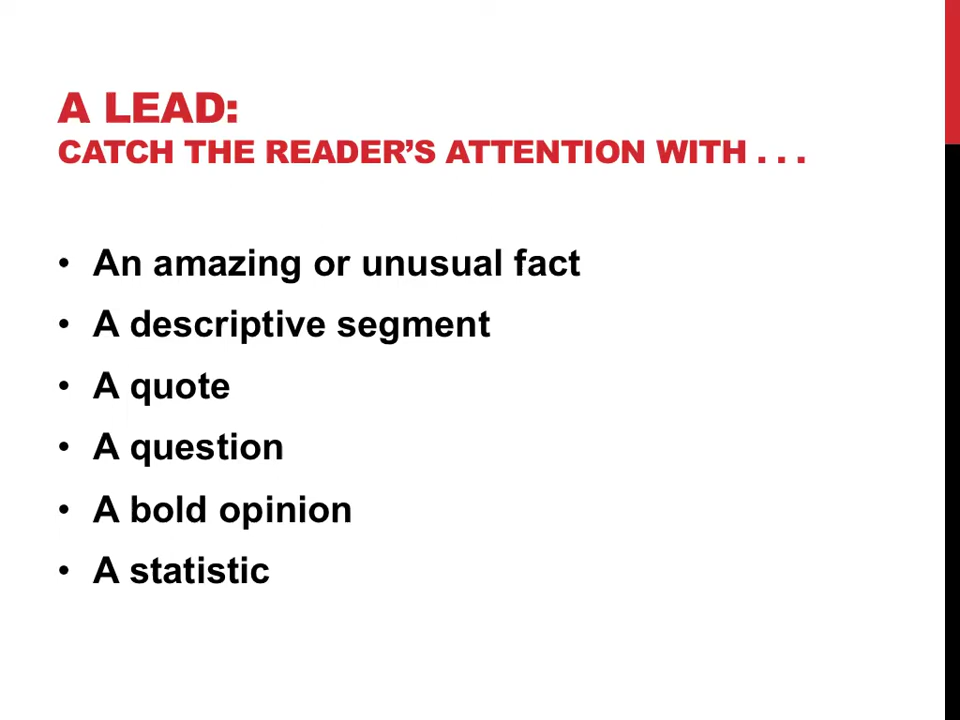 A LEAD:
CATCH THE READER’S ATTENTION WITH . . .
• An amazing or unusual fact
• A descriptive segment
• A quote
• A question
• A bold opinion
• A statistic